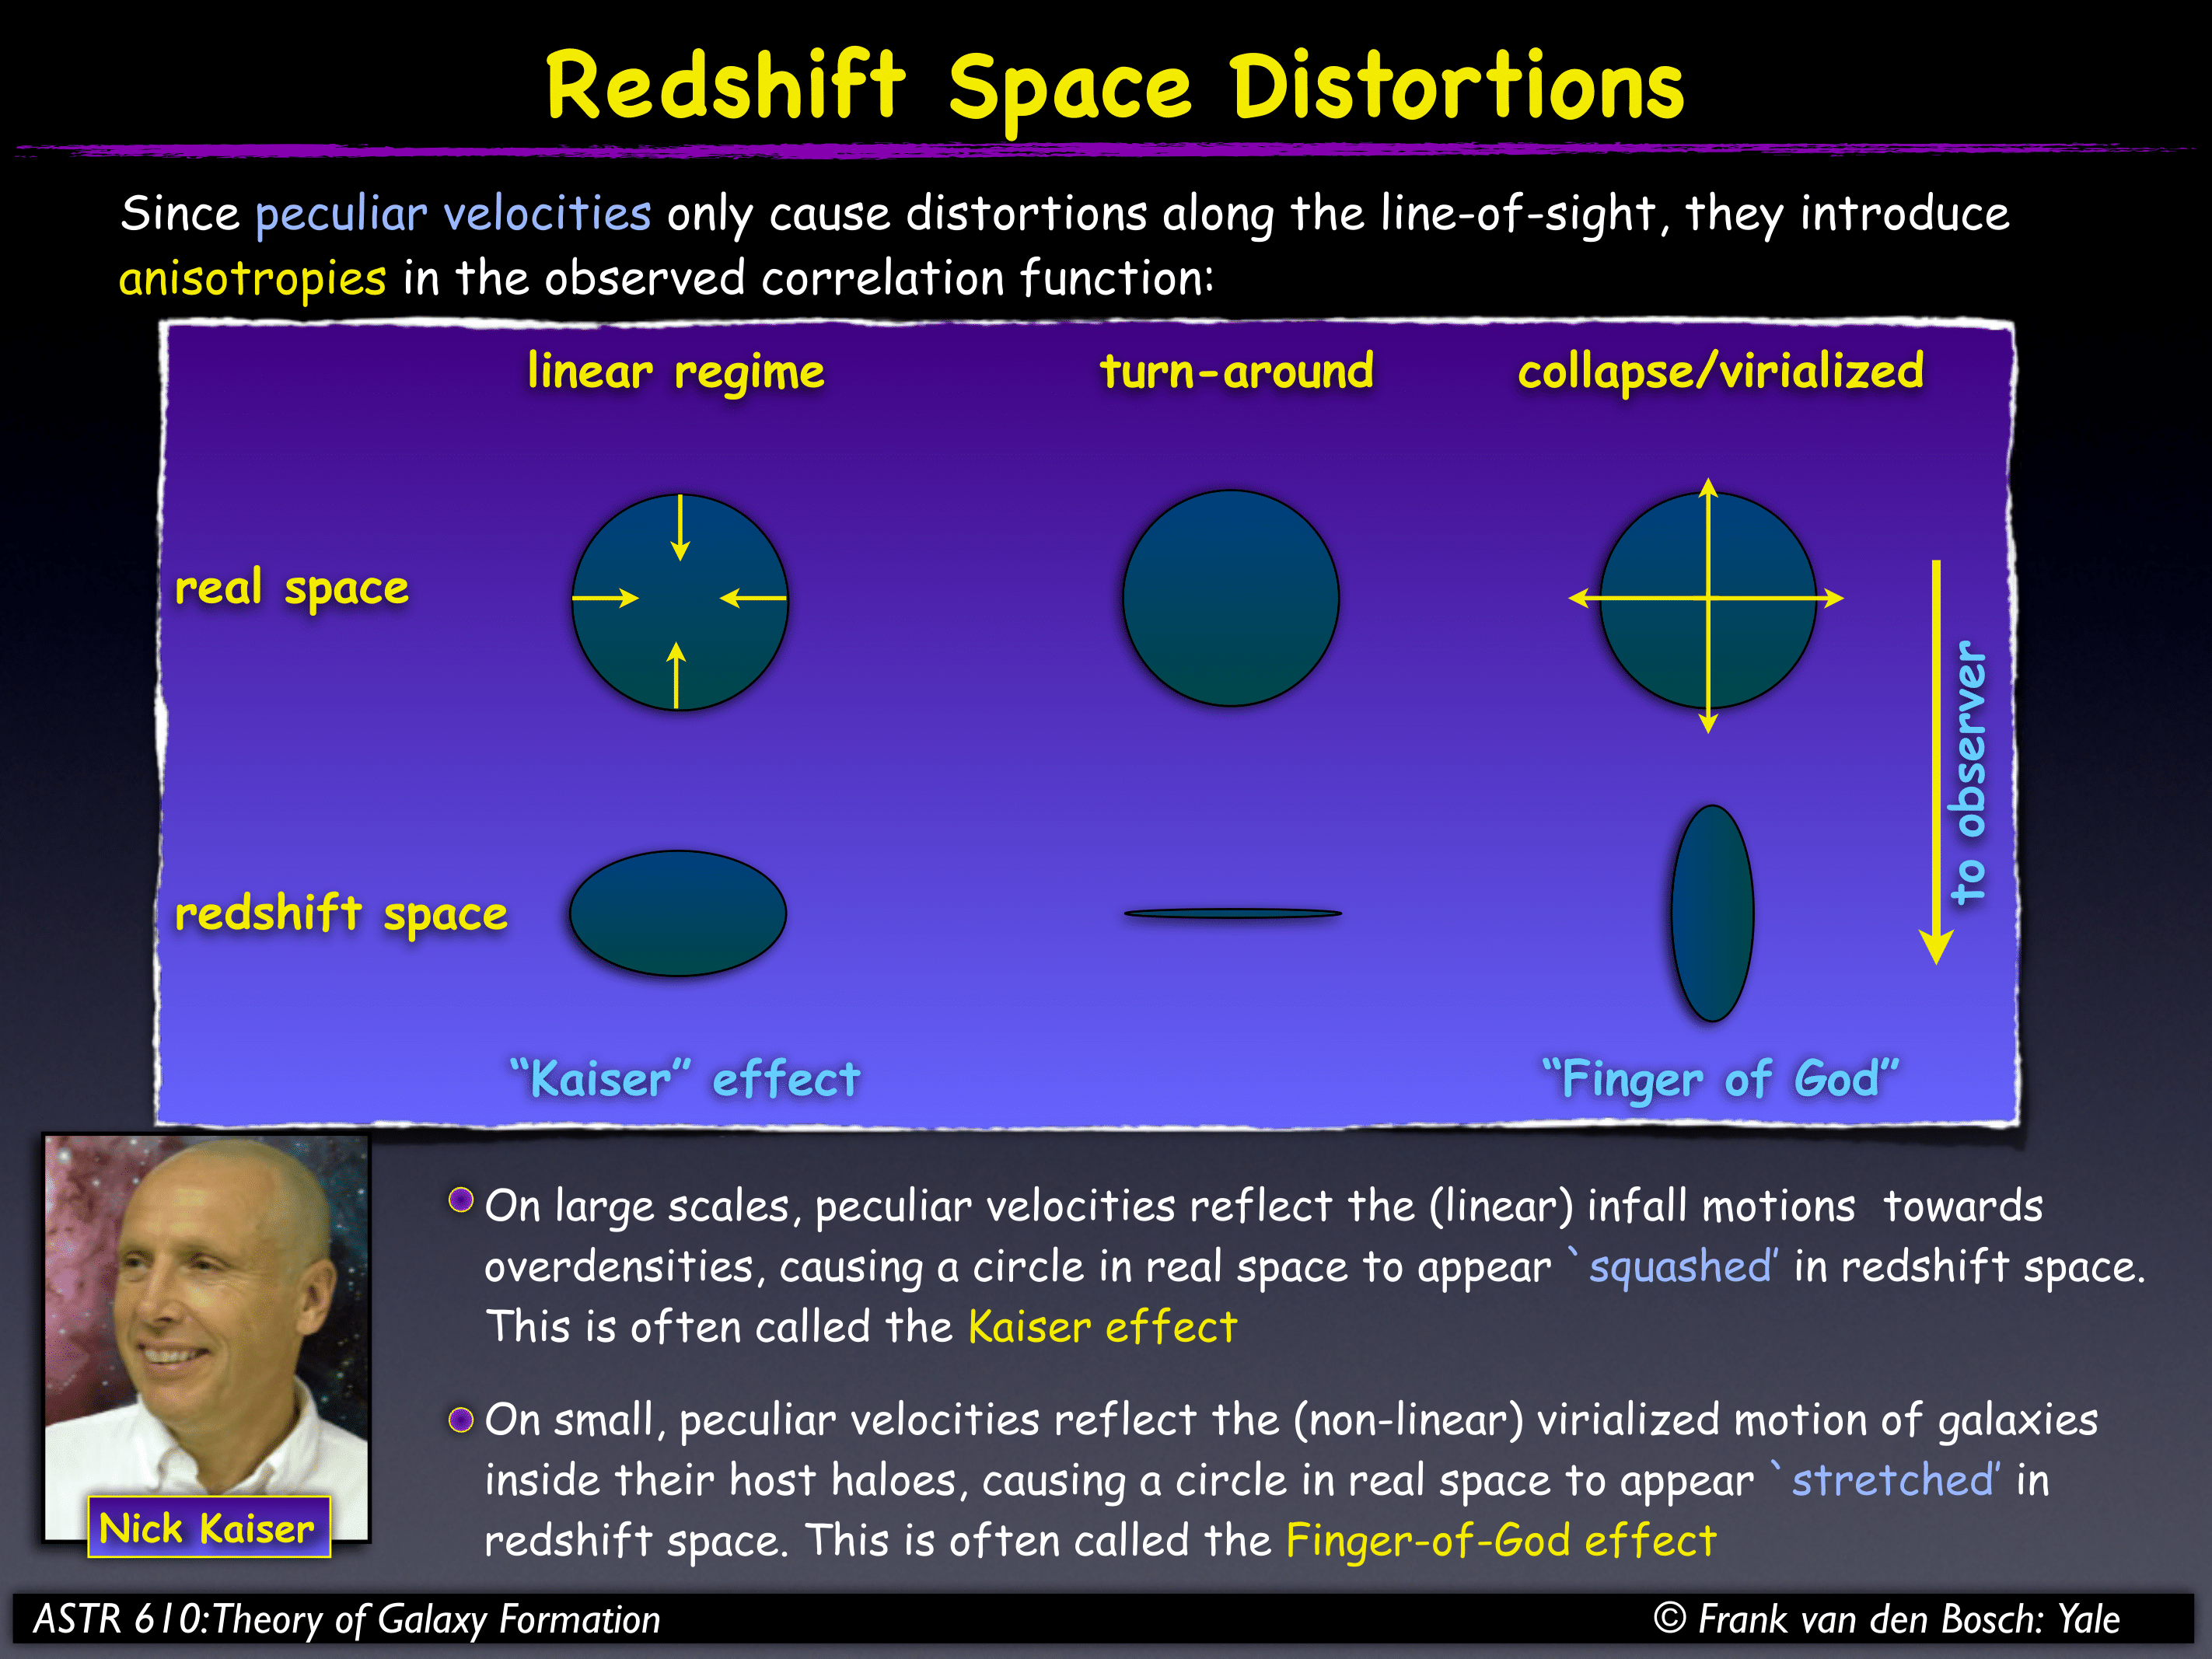 Redshift Space Distortions
Since peculiar velocities only cause distortions along the line-of-sight, they introduce
anisotropies in the observed correlation function:
linear regime
turn-around
collapse/virialized
real space
redshift space
to observer
“Kaiser” effect
“Finger of God”
On large scales, peculiar velocities reflect the (linear) infall motions towards
overdensities, causing a circle in real space to appear `squashed’ in redshift space.
This is often called the Kaiser effect
On small, peculiar velocities reflect the (non-linear) virialized motion of galaxies
inside their host haloes, causing a circle in real space to appear `stretched’ in
redshift space. This is often called the Finger-of-God effect
Nick Kaiser
ASTR 610:Theory of Galaxy Formation
© Frank van den Bosch: Yale